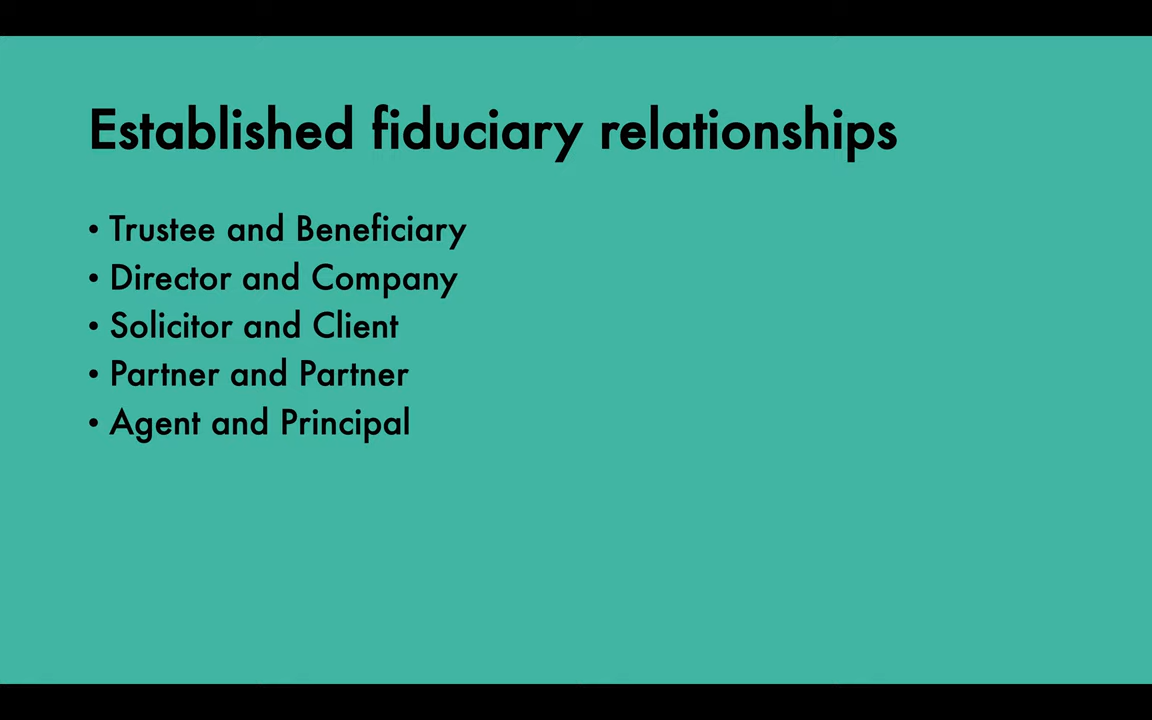 Established fiduciary relationships
• Trustee and Beneficiary
• Director and Company
• Solicitor and Client
• Partner and Partner
• Agent and Principal